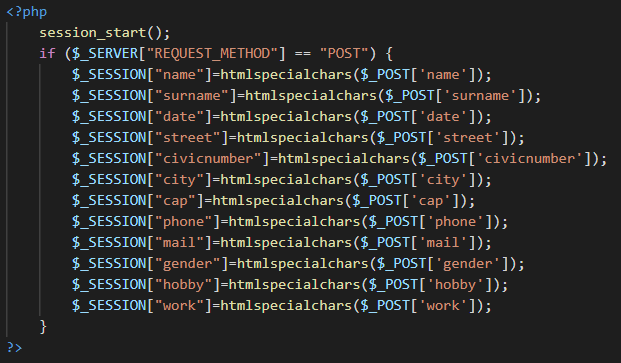 <?php
    session_start();
    if ($_SERVER["REQUEST_METHOD"] == "POST") {
        $_SESSION["name"]=htmlspecialchars($_POST['name']);
        $_SESSION["surname"]=htmlspecialchars($_POST['surname']);
        $_SESSION["date"]=htmlspecialchars($_POST['date']);
        $_SESSION["street"]=htmlspecialchars($_POST['street']);
        $_SESSION["civicnumber"]=htmlspecialchars($_POST['civicnumber']);
        $_SESSION["city"]=htmlspecialchars($_POST['city']);
        $_SESSION["cap"]=htmlspecialchars($_POST['cap']);
        $_SESSION["phone"]=htmlspecialchars($_POST['phone']);
        $_SESSION["mail"]=htmlspecialchars($_POST['mail']);
        $_SESSION["gender"]=htmlspecialchars($_POST['gender']);
        $_SESSION["hobby"]=htmlspecialchars($_POST['hobby']);
        $_SESSION["work"]=htmlspecialchars($_POST['work']);
    }
?>